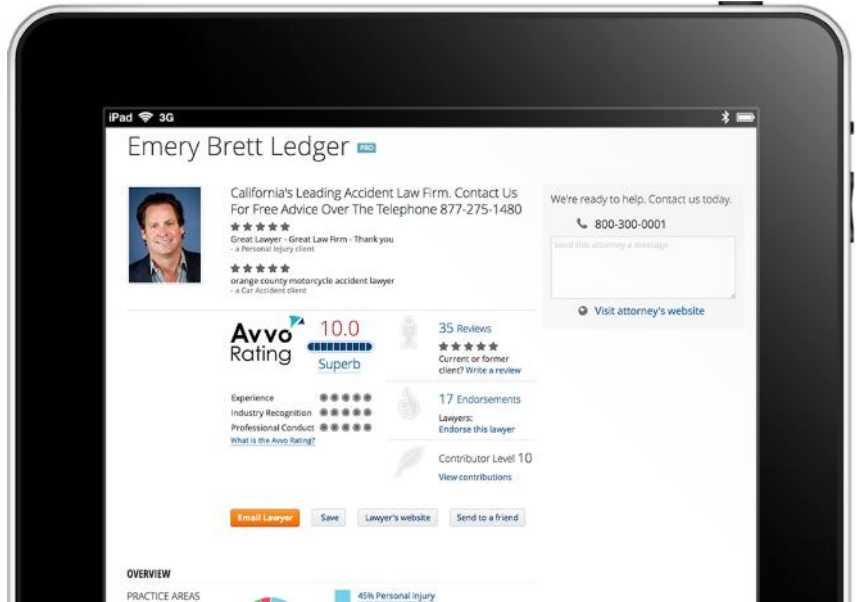 iPad 3G
Emery Brett Ledger PRO
California's Leading Accident Law Firm. Contact Us
For Free Advice Over The Telephone 877-275-1480
Great Lawyer - Great Law Firm - Thank you
- a Personal Injury client
orange county motorcycle accident lawyer
- a Car Accident client
We're ready to help. Contact us today.
800-300-0001
Send this attorney a message
Visit attorney's website
Avvo
Rating
10.0
Superb
Experience
Industry Recognition
Professional Conduct
What is the Avvo Rating?
35 Reviews
Current or former
client? Write a review
17 Endorsements
Lawyers:
Endorse this lawyer
Contributor Level 10
View contributions
Email Lawyer
Save
Lawyer's website
Send to a friend
OVERVIEW
PRACTICE AREAS
45% Personal Injury